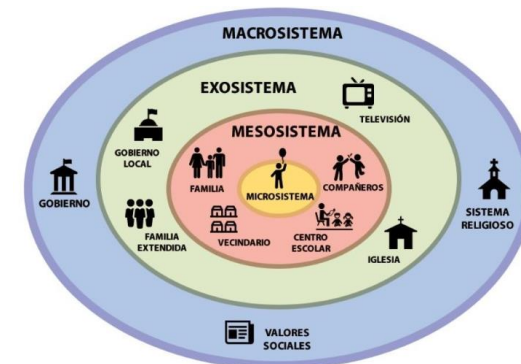 MACROSISTEMA
EXOSISTEMA
TELEVISIÓN
GOBIERNO
LOCAL
MESOSISTEMA
FAMILIA
COMPAÑEROS
MICROSISTEMA
GOBIERNO
SISTEMA
RELIGIOSO
FAMILIA
EXTENDIDA
VECINDARIO
CENTRO
ESCOLAR
IGLESIA
VALORES
SOCIALES